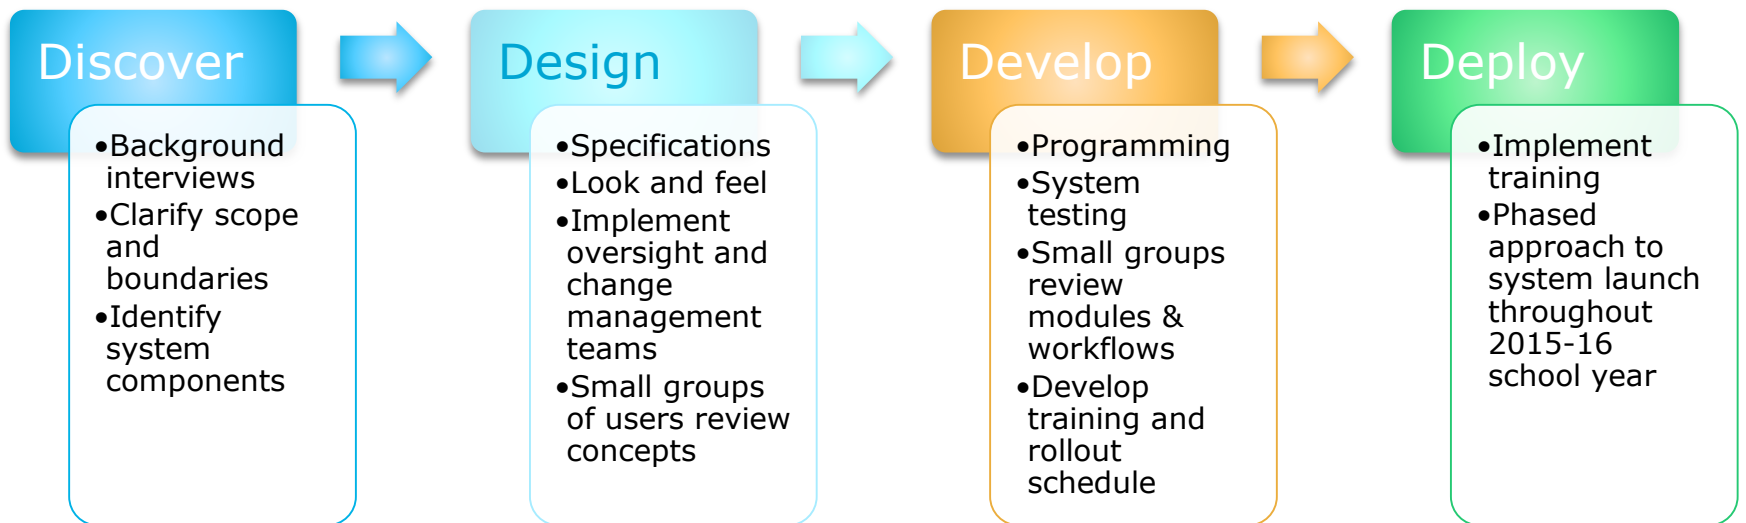 Discover
•Background
interviews
•Clarify scope
and
boundaries
•Identify
system
components
Design
•Specifications
•Look and feel
•Implement
oversight and
change
management
teams
•Small groups
of users review
concepts
Develop
•Programming
•System
testing
•Small groups
review
modules &
workflows
•Develop
training and
rollout
schedule
Deploy
•Implement
training
•Phased
approach to
system launch
throughout
2015-16
school year